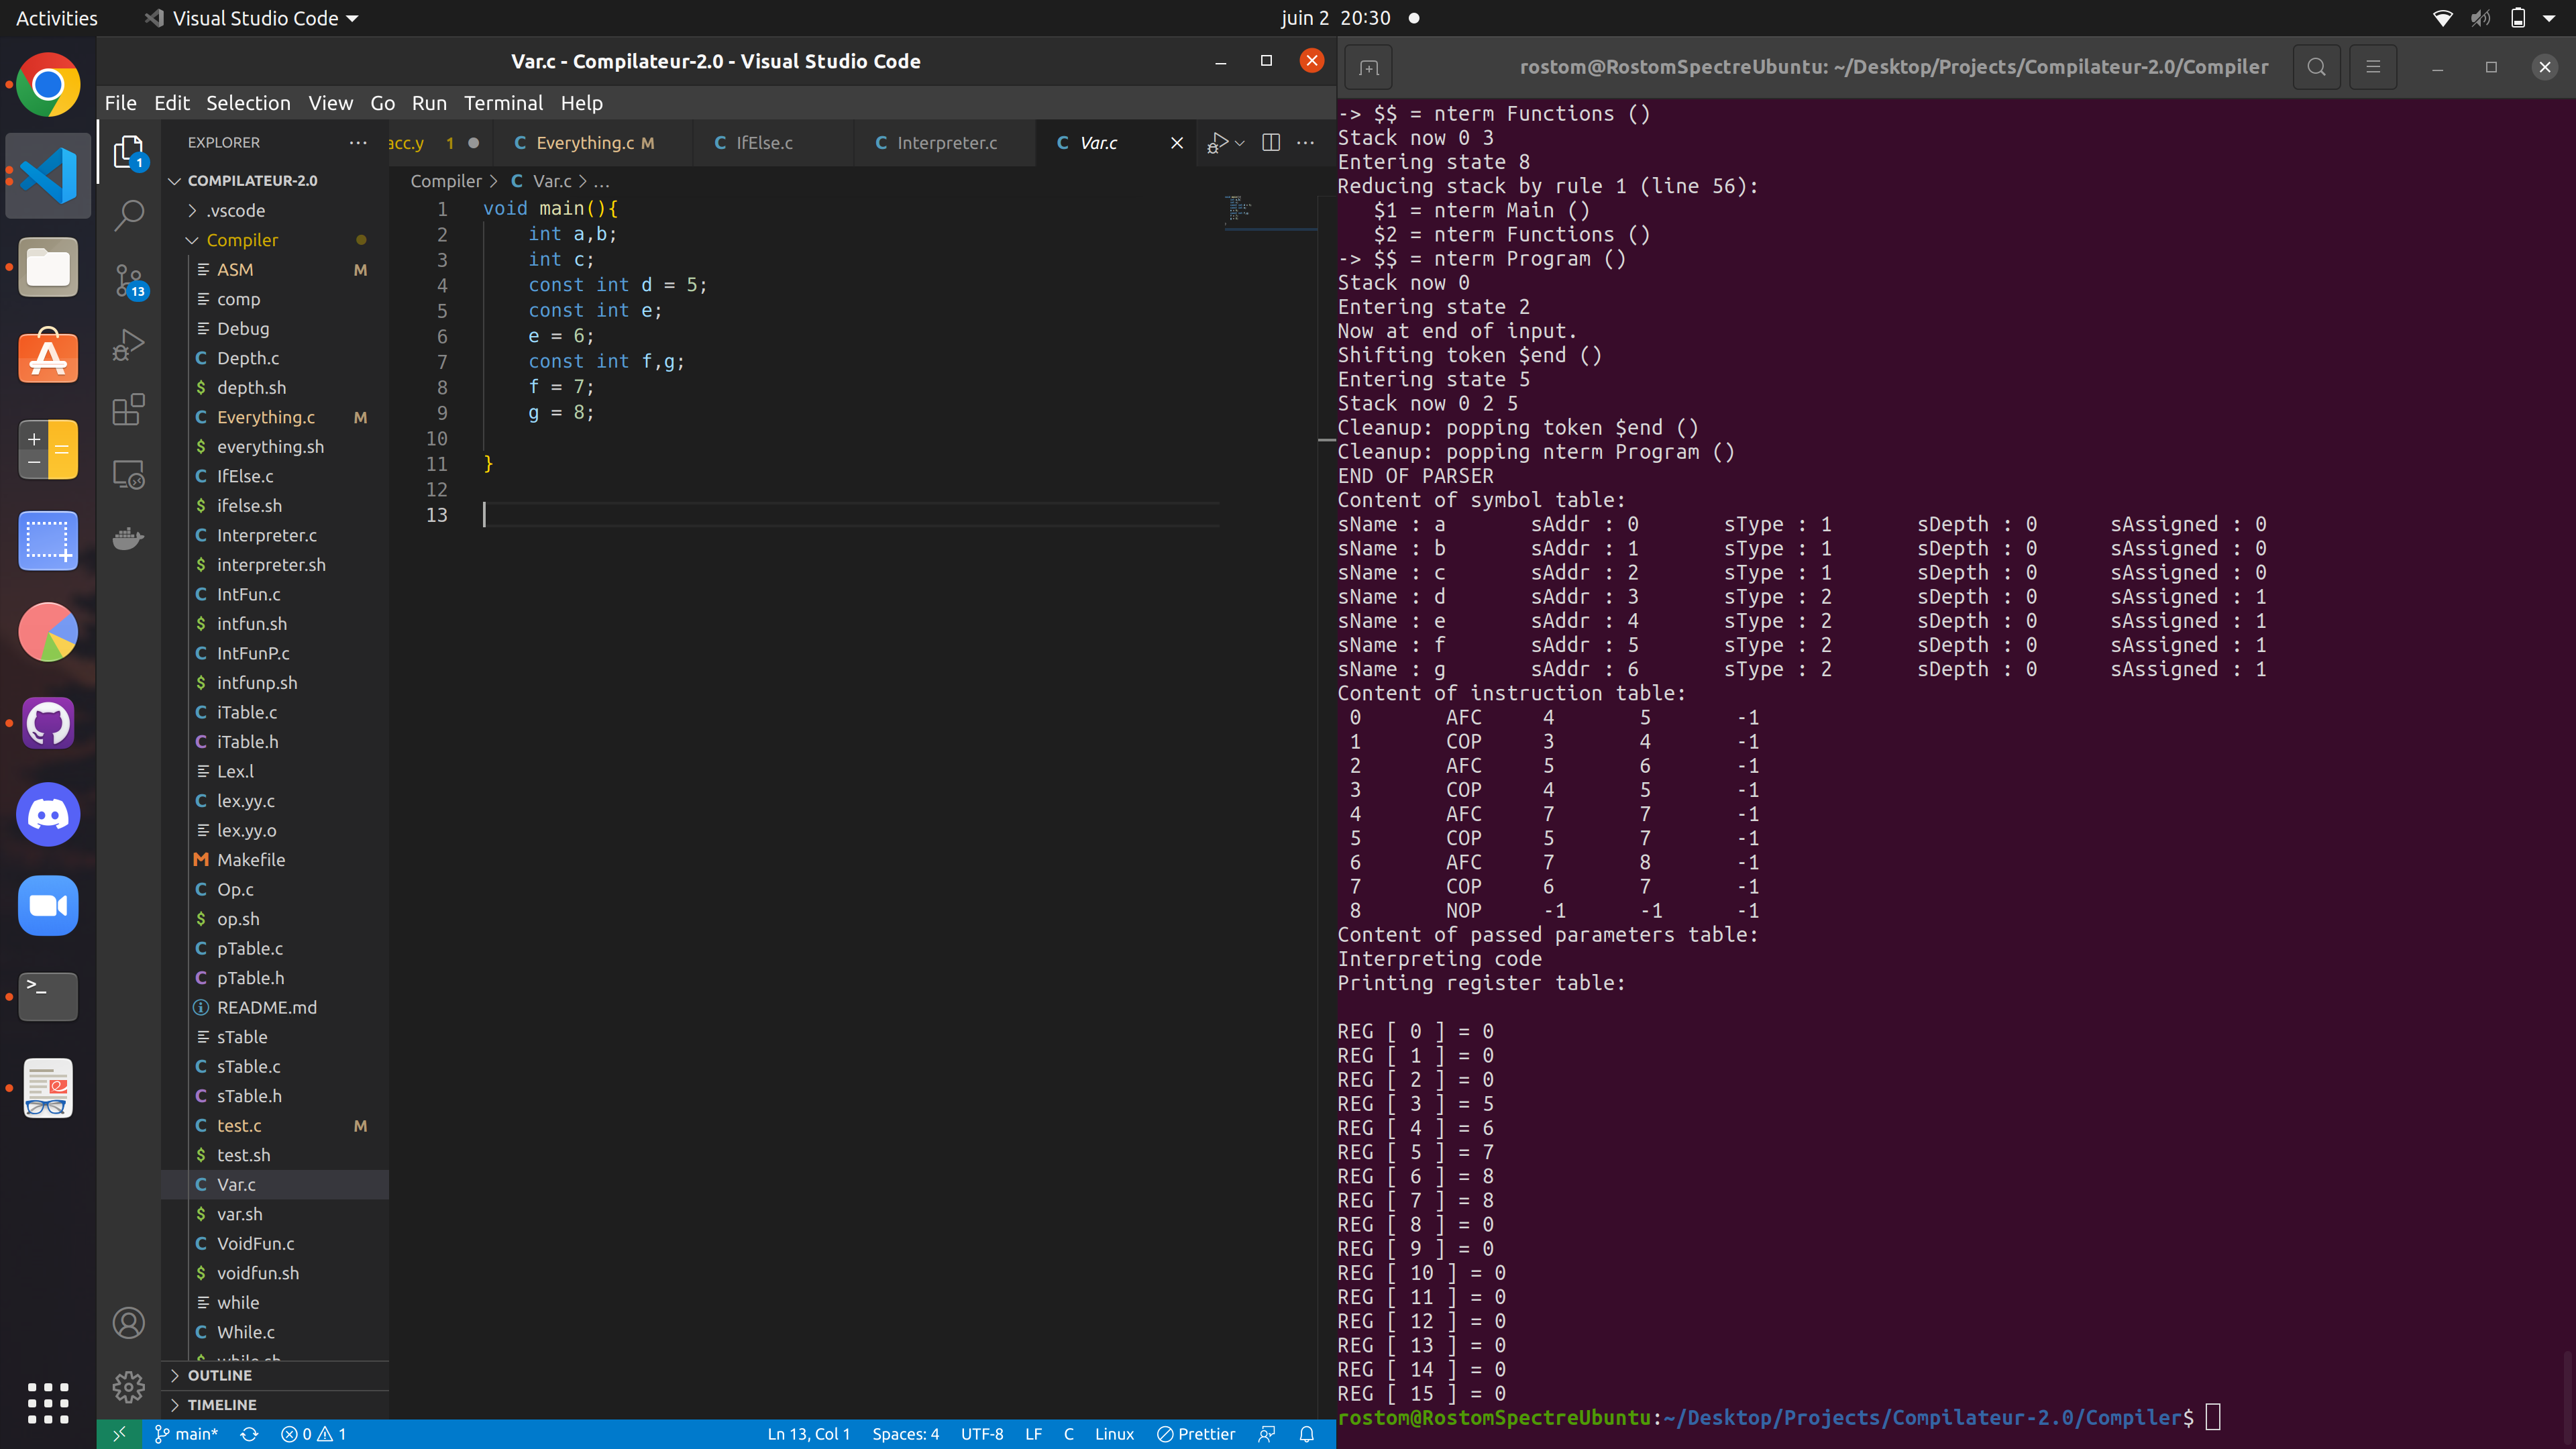 Activities
Visual Studio Code
juin 2 20:30
Var.c - Compilateur-2.0 - Visual Studio Code
File Edit Selection View Go Run Terminal Help
EXPLORER
COMPILATEUR-2.0
.vscode
Compiler
ASM M
comp
Debug
Depth.c
depth.sh
Everything.c M
everything.sh
IfElse.c
ifelse.sh
Interpreter.c
interpreter.sh
IntFun.c
intfun.sh
IntFunP.c
intfunp.sh
iTable.c
iTable.h
Lex.l
lex.yy.c
lex.yy.o
Makefile
Op.c
op.sh
pTable.c
pTable.h
README.md
sTable
sTable.c
sTable.h
test.c M
test.sh
Var.c
var.sh
VoidFun.c
voidfun.sh
while
While.c
while.sh
OUTLINE
TIMELINE
1
13
acc.y 1
Everything.c M
IfElse.c
Interpreter.c
Var.c
Compiler > Var.c > ...
1 void main(){
2 int a,b;
3 int c;
4 const int d = 5;
5 const int e;
6 e = 6;
7 const int f,g;
8 f = 7;
9 g = 8;
10
11 }
12
13
main* 0 1 Ln 13, Col 1 Spaces: 4 UTF-8 LF C Linux Prettier
rostom@RostomSpectreUbuntu: ~/Desktop/Projects/Compilateur-2.0/Compiler
-> $$ = nterm Functions ()
Stack now 0 3
Entering state 8
Reducing stack by rule 1 (line 56):
$1 = nterm Main ()
$2 = nterm Functions ()
-> $$ = nterm Program ()
Stack now 0
Entering state 2
Now at end of input.
Shifting token $end ()
Entering state 5
Stack now 0 2 5
Cleanup: popping token $end ()
Cleanup: popping nterm Program ()
END OF PARSER
Content of symbol table:
sName : a sAddr : 0 sType : 1 sDepth : 0 sAssigned : 0
sName : b sAddr : 1 sType : 1 sDepth : 0 sAssigned : 0
sName : c sAddr : 2 sType : 1 sDepth : 0 sAssigned : 0
sName : d sAddr : 3 sType : 2 sDepth : 0 sAssigned : 1
sName : e sAddr : 4 sType : 2 sDepth : 0 sAssigned : 1
sName : f sAddr : 5 sType : 2 sDepth : 0 sAssigned : 1
sName : g sAddr : 6 sType : 2 sDepth : 0 sAssigned : 1
Content of instruction table:
0 AFC 4 5 -1
1 COP 3 4 -1
2 AFC 5 6 -1
3 COP 4 5 -1
4 AFC 7 7 -1
5 COP 5 7 -1
6 AFC 7 8 -1
7 COP 6 7 -1
8 NOP -1 -1 -1
Content of passed parameters table:
Interpreting code
Printing register table:
REG [ 0 ] = 0
REG [ 1 ] = 0
REG [ 2 ] = 0
REG [ 3 ] = 5
REG [ 4 ] = 6
REG [ 5 ] = 7
REG [ 6 ] = 8
REG [ 7 ] = 8
REG [ 8 ] = 0
REG [ 9 ] = 0
REG [ 10 ] = 0
REG [ 11 ] = 0
REG [ 12 ] = 0
REG [ 13 ] = 0
REG [ 14 ] = 0
REG [ 15 ] = 0
rostom@RostomSpectreUbuntu:~/Desktop/Projects/Compilateur-2.0/Compiler$